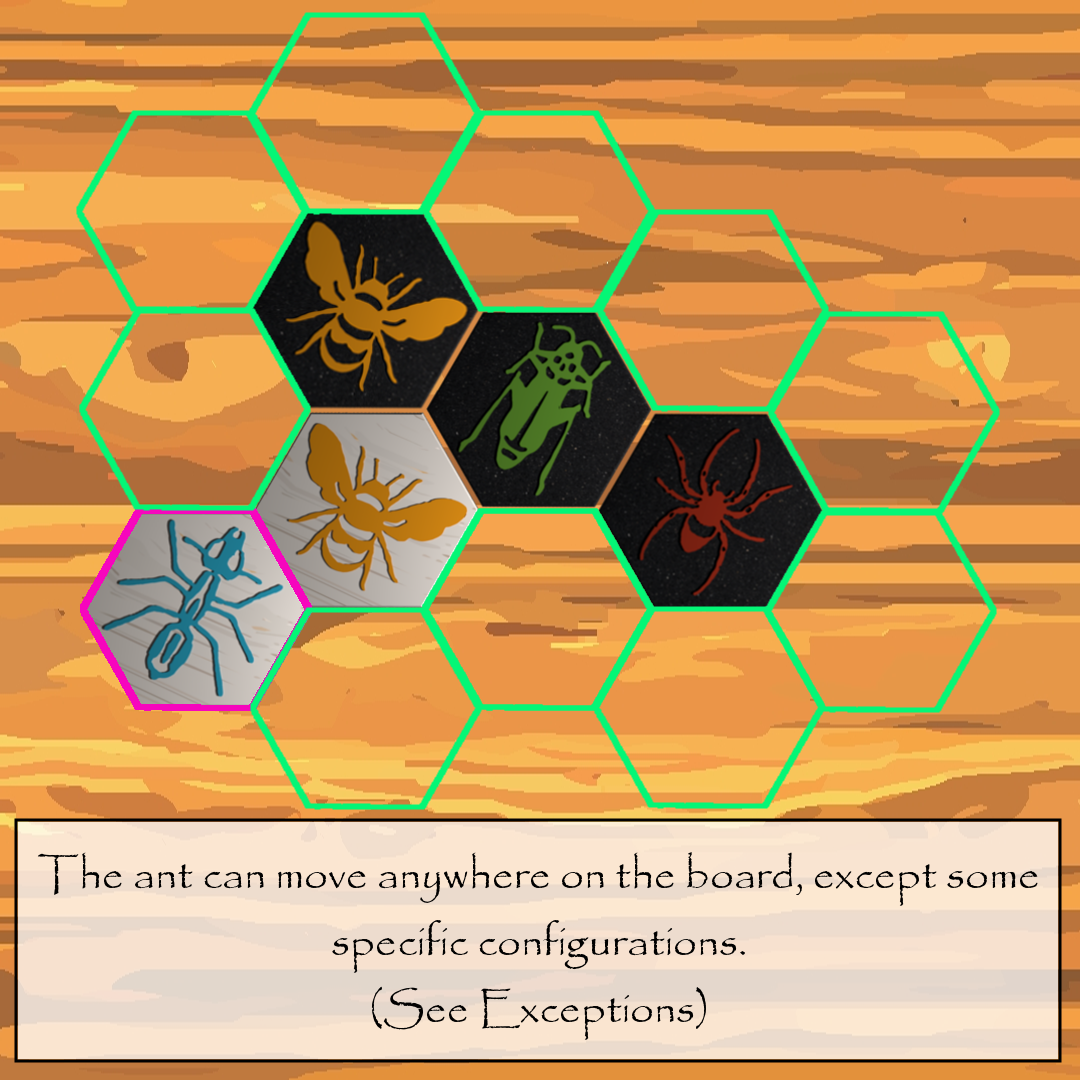 The ant can move anywhere on the board, except some
specific configurations.
(See Exceptions)